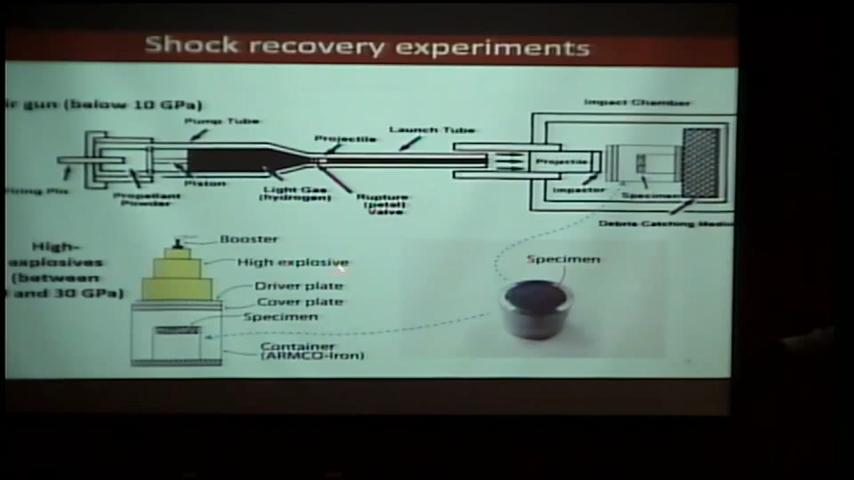 Shock recovery experiments
ir gun (below 10 GPa)
Impact Chamber
Pump Tube
Projectile
Launch Tube
Projectile
Firing Pin
Propellant
Powder
Piston
Light Gas
(hydrogen)
Rupture
(petal)
Valve
Impactor
Specimen
Debris Catching Media
High-
explosives
(between
and 30 GPa)
Booster
High explosive
Driver plate
Cover plate
Specimen
Container
(ARMCO-Iron)
Specimen